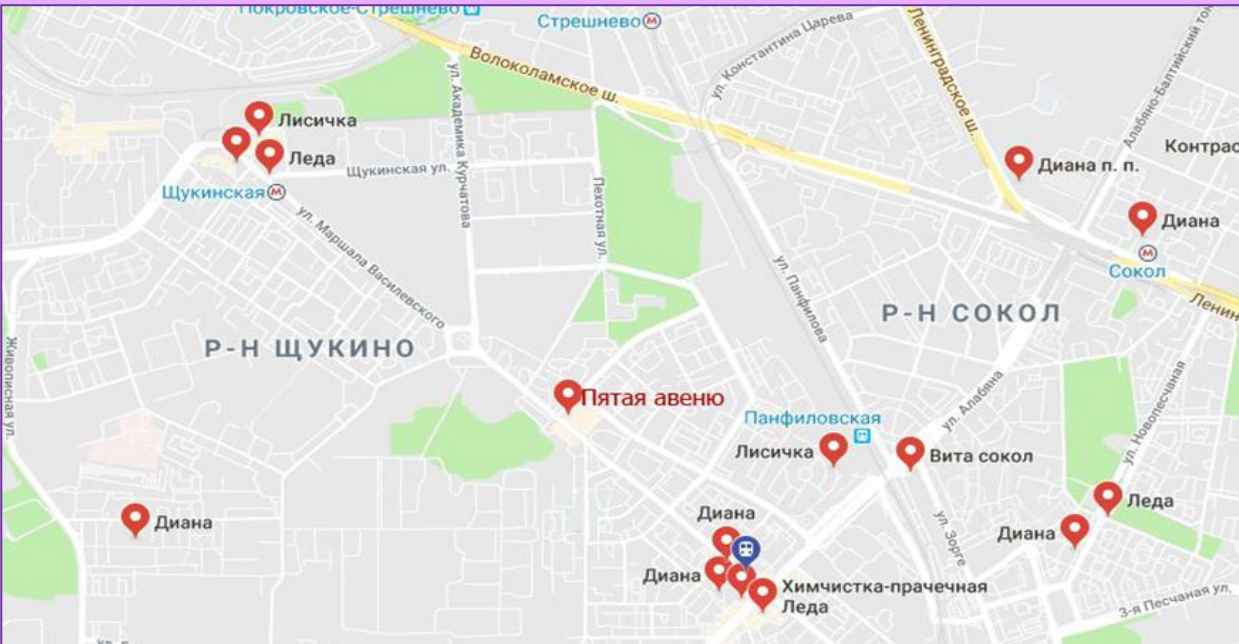 Покровское-Стрешнево
Стрешнево
Волоколамское ш.
ул. Константина Царева
Ленинградское ш.
Алабяно-Балтийский тон
Лисичка
Леда
Щукинская
Щукинская ул.
ул. Академика Курчатова
Пехотная ул.
Контрас
Диана п. п.
Диана
Сокол
Ленин
ул. Маршала Василевского
ул. Панфилова
Р-Н СОКОЛ
Р-Н ЩУКИНО
Живописная ул.
Пятая авеню
ул. Алабяна
ул. Новопесчаная
Панфиловская
Лисичка
Вита сокол
Диана
Диана
Леда
Диана
ул. Зорге
Диана
Химчистка-прачечная
Леда
3-я Песчаная ул.